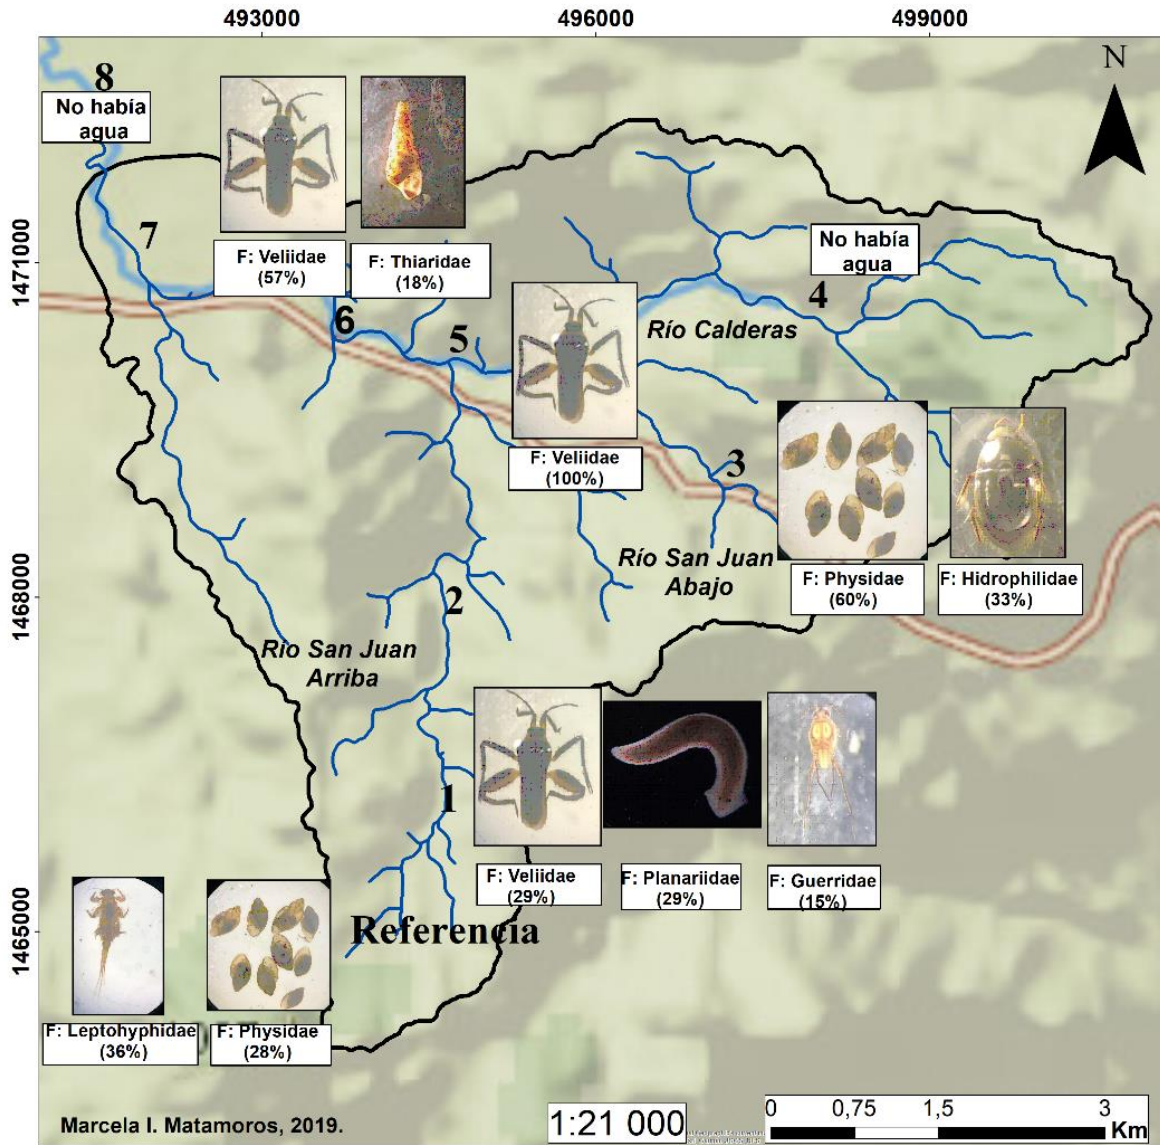 493000
496000
499000
N
8
No había
agua
7
1471000
F: Veliidae
(57%)
F: Thiaridae
(18%)
No había
agua
4
6
5
Río Calderas
F: Veliidae
(100%)
3
F: Physidae
(60%)
F: Hidrophilidae
(33%)
Río San Juan
Abajo
1468000
2
Río San Juan
Arriba
1
F: Veliidae
(29%)
F: Planariidae
(29%)
F: Guerridae
(15%)
1465000
Referencia
F: Leptohyphidae
(36%)
F: Physidae
(28%)
Marcela I. Matamoros, 2019.
1:21 000
0 0,75 1,5 3
Km